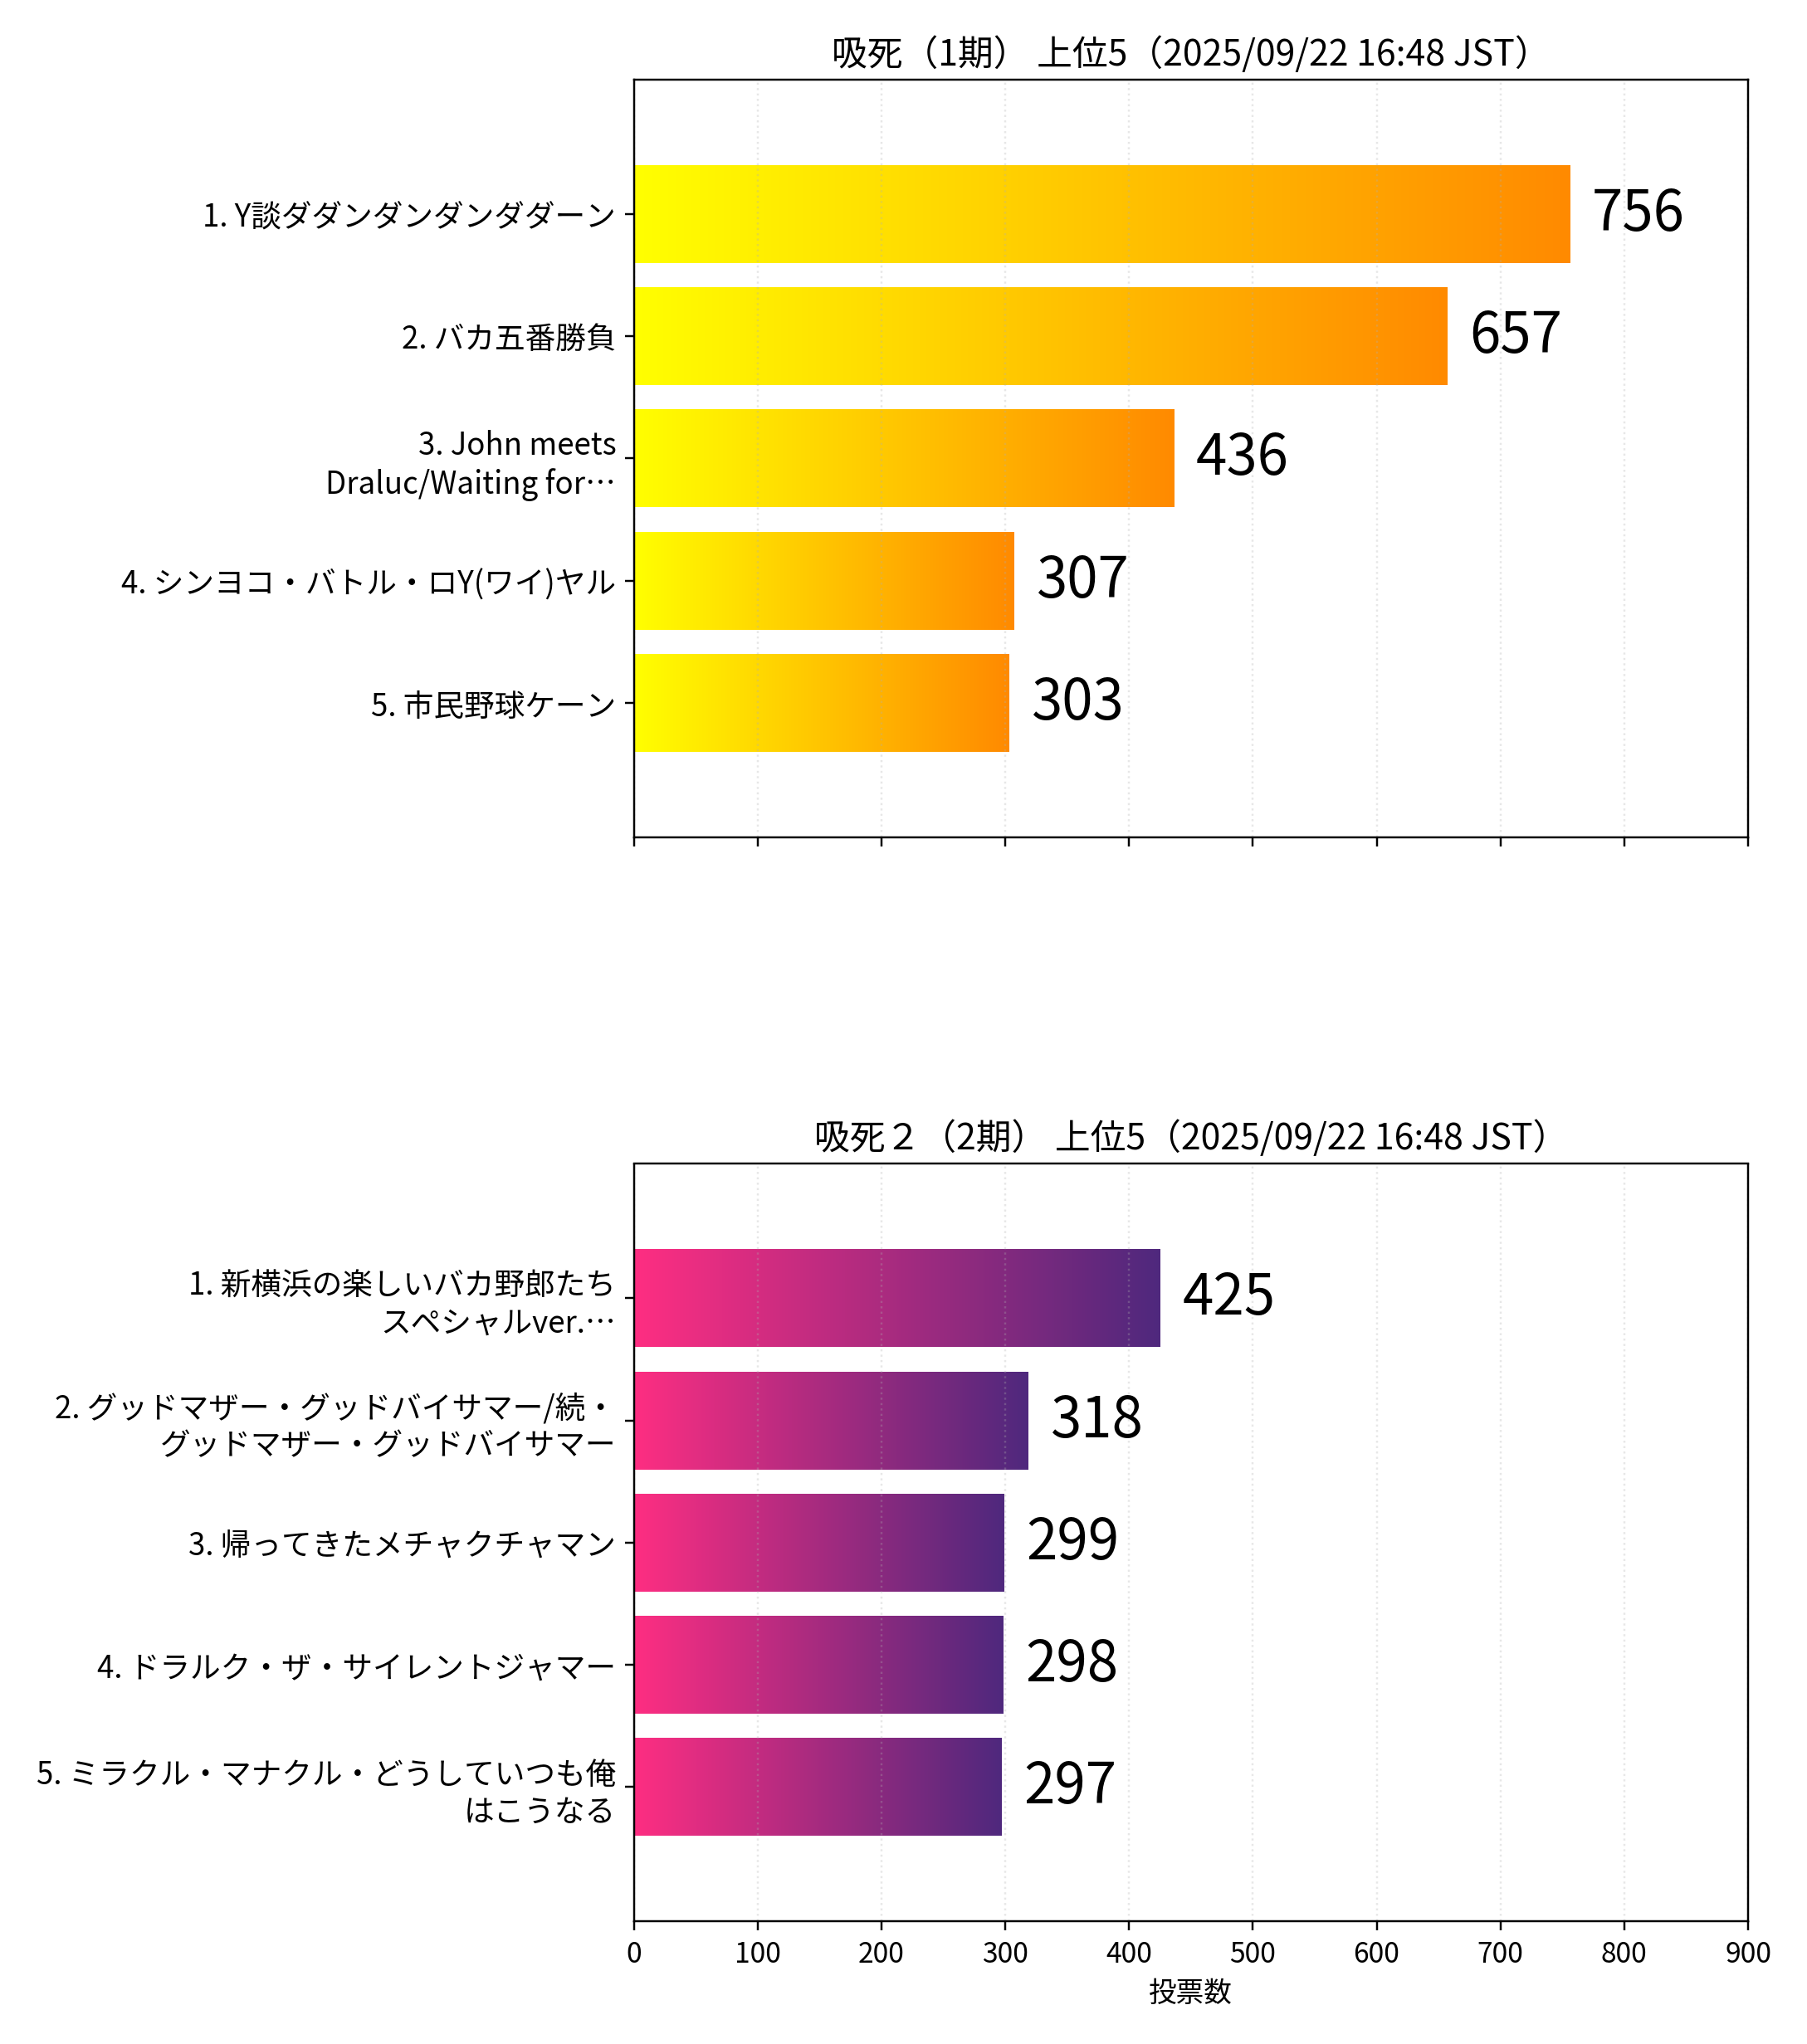 吸死（1期） 上位5（2025/09/22 16:48 JST）
1. Y談ダダンダンダンダダーン
756
2. バカ五番勝負
657
3. John meets
Draluc/Waiting for…
436
4. シンヨコ・バトル・ロY(ワイ)ヤル
307
5. 市民野球ケーン
303
吸死２（2期） 上位5（2025/09/22 16:48 JST）
1. 新横浜の楽しいバカ野郎たち
スペシャルver.…
425
2. グッドマザー・グッドバイサマー/続・
グッドマザー・グッドバイサマー
318
3. 帰ってきたメチャクチャマン
299
4. ドラルク・ザ・サイレントジャマー
298
5. ミラクル・マナクル・どうしていつも俺
はこうなる
297
0 100 200 300 400 500 600 700 800 900
投票数